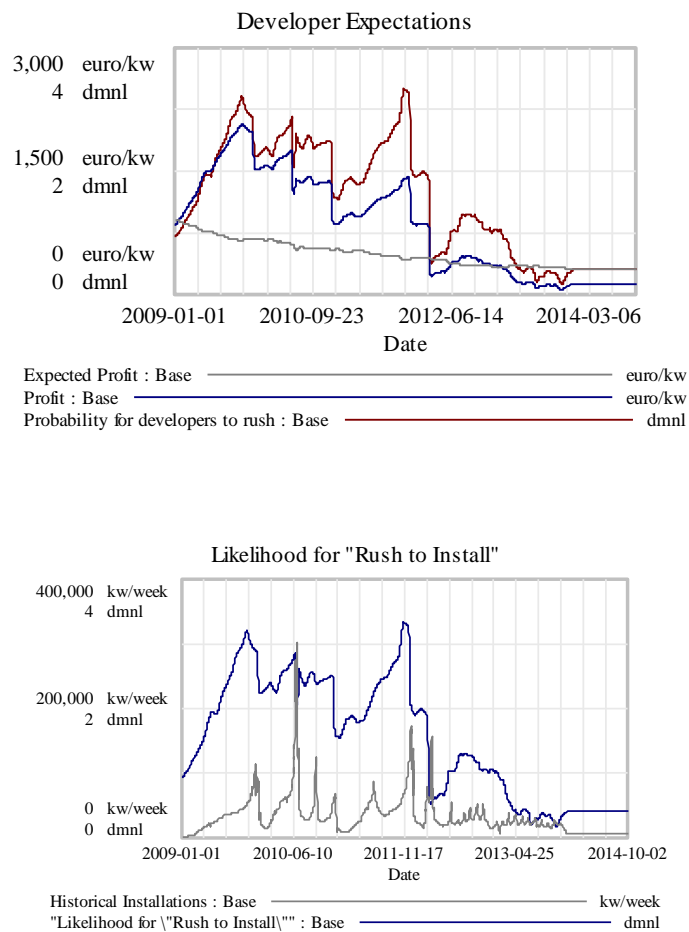 Developer Expectations
3,000 euro/kw
4 dmnl
1,500 euro/kw
2 dmnl
0 euro/kw
0 dmnl
2009-01-01 2010-09-23 2012-06-14 2014-03-06
Date
Expected Profit : Base euro/kw
Profit : Base euro/kw
Probability for developers to rush : Base dmnl
Likelihood for "Rush to Install"
400,000 kw/week
4 dmnl
200,000 kw/week
2 dmnl
0 kw/week
0 dmnl
2009-01-01 2010-06-10 2011-11-17 2013-04-25 2014-10-02
Date
Historical Installations : Base kw/week
"Likelihood for \"Rush to Install\"" : Base dmnl